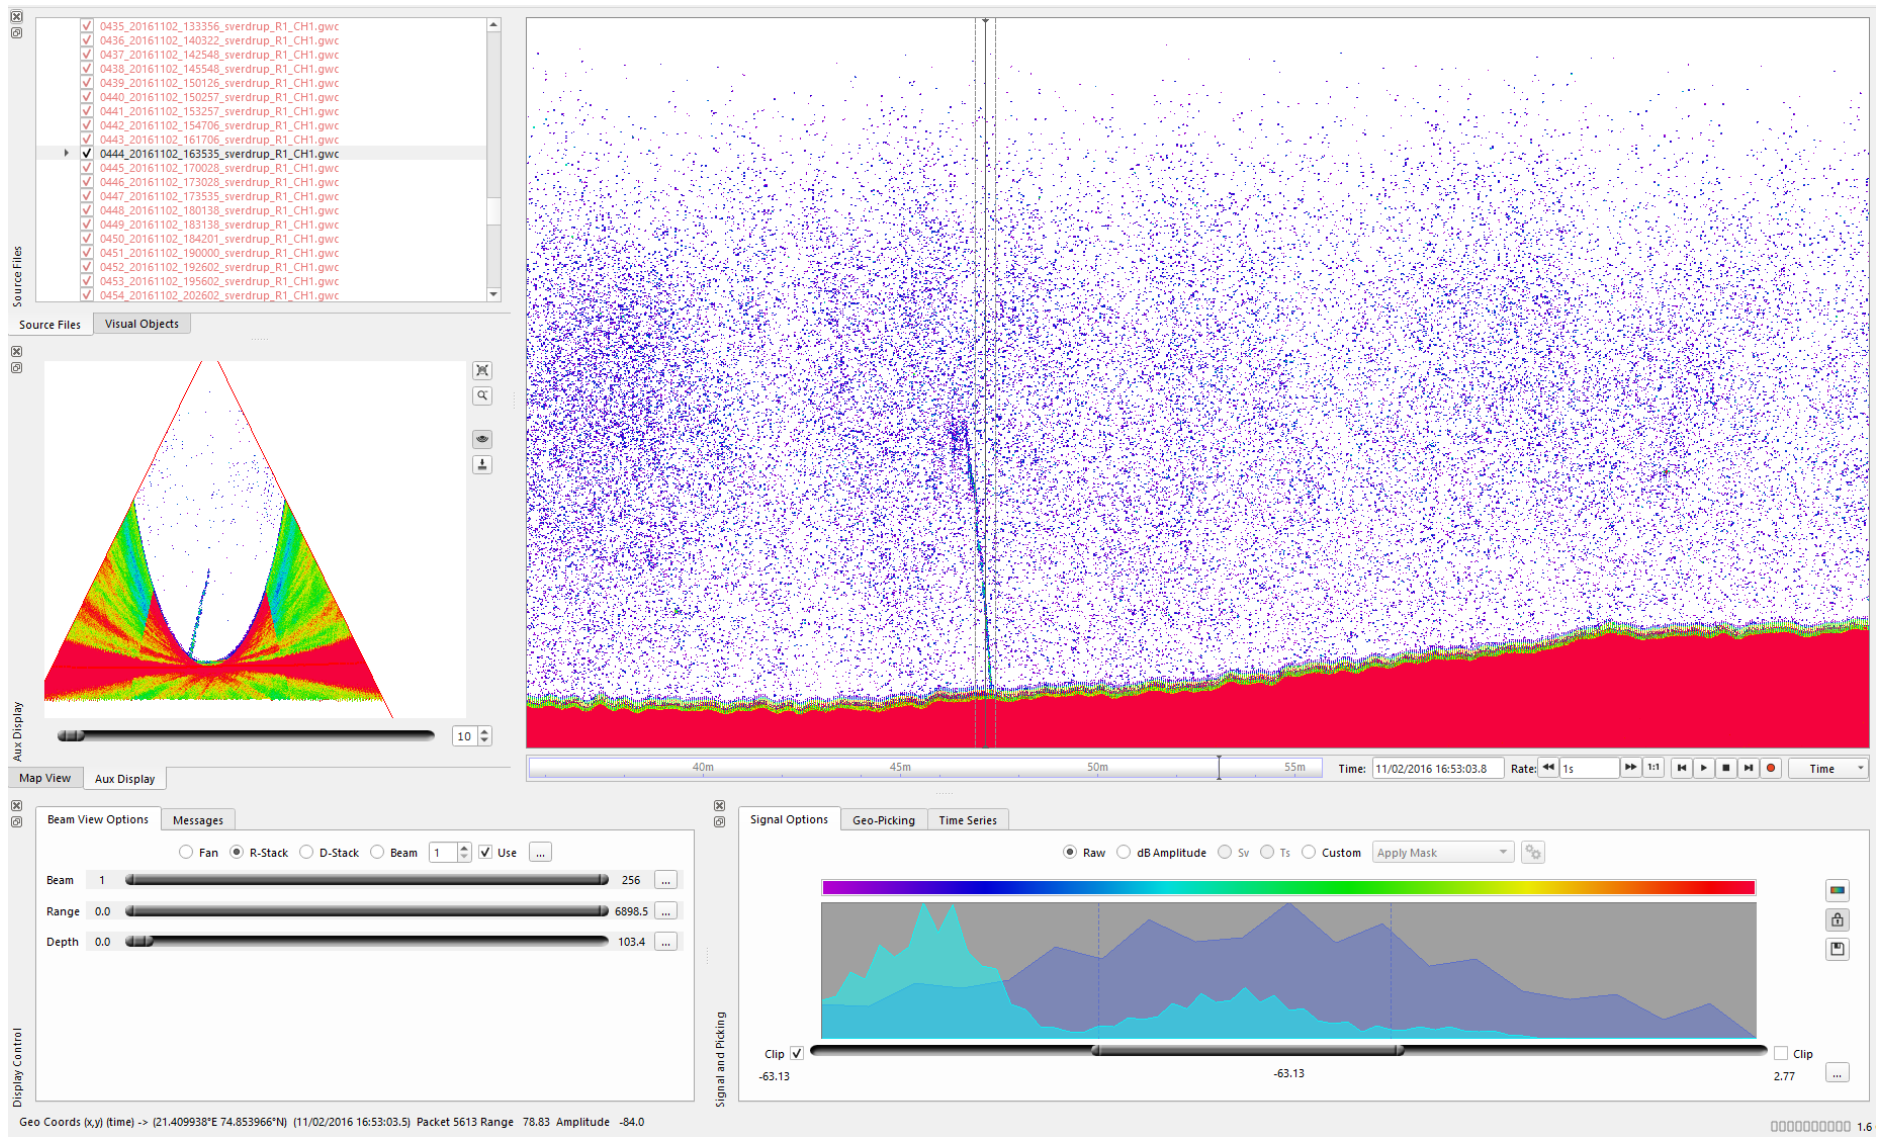 0435_20161102_133356_sverdrup_R1_CH1.gwc
0436_20161102_140322_sverdrup_R1_CH1.gwc
0437_20161102_142548_sverdrup_R1_CH1.gwc
0438_20161102_145548_sverdrup_R1_CH1.gwc
0439_20161102_150126_sverdrup_R1_CH1.gwc
0440_20161102_150257_sverdrup_R1_CH1.gwc
0441_20161102_153257_sverdrup_R1_CH1.gwc
0442_20161102_154706_sverdrup_R1_CH1.gwc
0443_20161102_161706_sverdrup_R1_CH1.gwc
0444_20161102_163535_sverdrup_R1_CH1.gwc
0445_20161102_170028_sverdrup_R1_CH1.gwc
0446_20161102_173028_sverdrup_R1_CH1.gwc
0447_20161102_173535_sverdrup_R1_CH1.gwc
0448_20161102_180138_sverdrup_R1_CH1.gwc
0449_20161102_183138_sverdrup_R1_CH1.gwc
0450_20161102_184201_sverdrup_R1_CH1.gwc
0451_20161102_190000_sverdrup_R1_CH1.gwc
0452_20161102_192602_sverdrup_R1_CH1.gwc
0453_20161102_195602_sverdrup_R1_CH1.gwc
0454_20161102_202602_sverdrup_R1_CH1.gwc
Source Files
Source Files Visual Objects
Aux Display
10
Map View Aux Display
40m 45m 50m 55m Time: 11/02/2016 16:53:03.8 Rate: 1s 1:1 Time
Beam View Options Messages
Fan R-Stack D-Stack Beam 1 Use ...
Beam 1 256 ...
Range 0.0 6898.5 ...
Depth 0.0 103.4 ...
Display Control
Signal Options Geo-Picking Time Series
Raw dB Amplitude Sv Ts Custom Apply Mask
Clip Clip
-63.13 -63.13 2.77 ...
Signal and Picking
Geo Coords (x,y) (time) -> (21.409938°E 74.853966°N) (11/02/2016 16:53:03.5) Packet 5613 Range 78.83 Amplitude -84.0
1.6